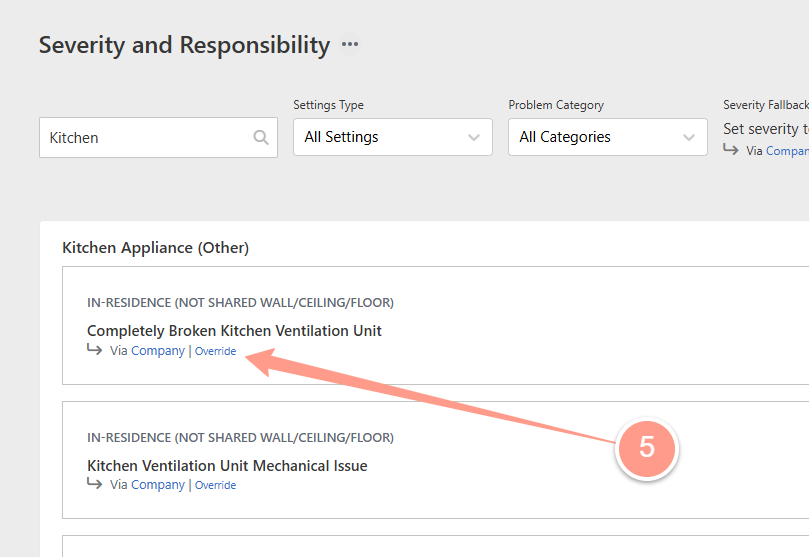 Severity and Responsibility
Settings Type
Problem Category
Severity Fallback
Kitchen
All Settings
All Categories
Set severity
Via Compan
Kitchen Appliance (Other)
IN-RESIDENCE (NOT SHARED WALL/CEILING/FLOOR)
Completely Broken Kitchen Ventilation Unit
Via Company | Override
5
IN-RESIDENCE (NOT SHARED WALL/CEILING/FLOOR)
Kitchen Ventilation Unit Mechanical Issue
Via Company | Override